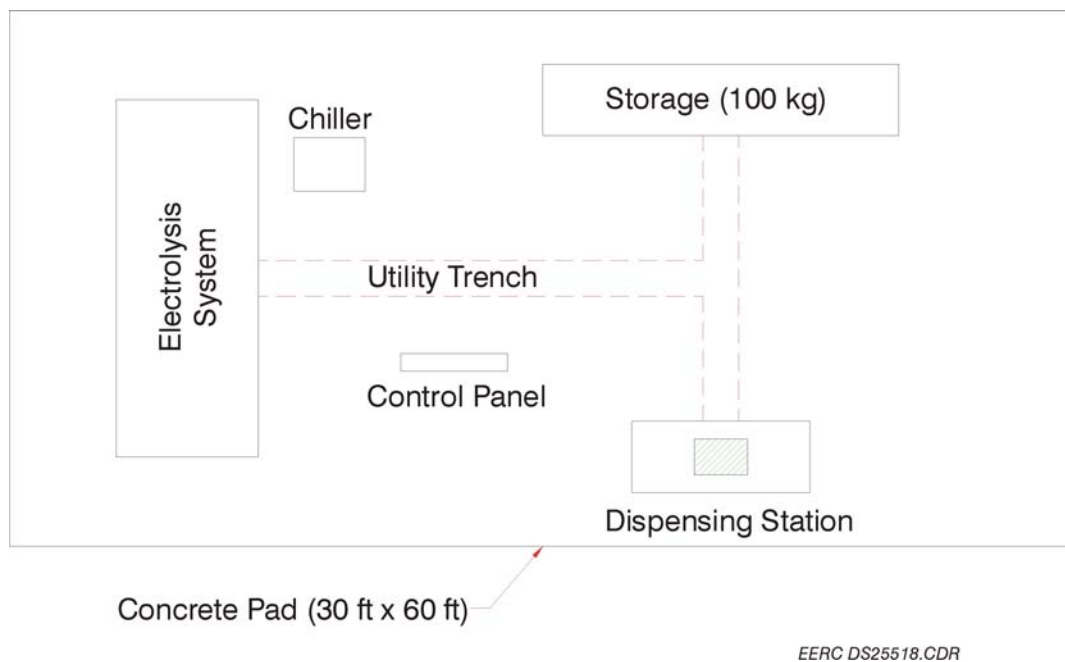 Storage (100 kg)
Chiller
Electrolysis
System
Utility Trench
Control Panel
Dispensing Station
Concrete Pad (30 ft x 60 ft)
EERC DS25518.CDR